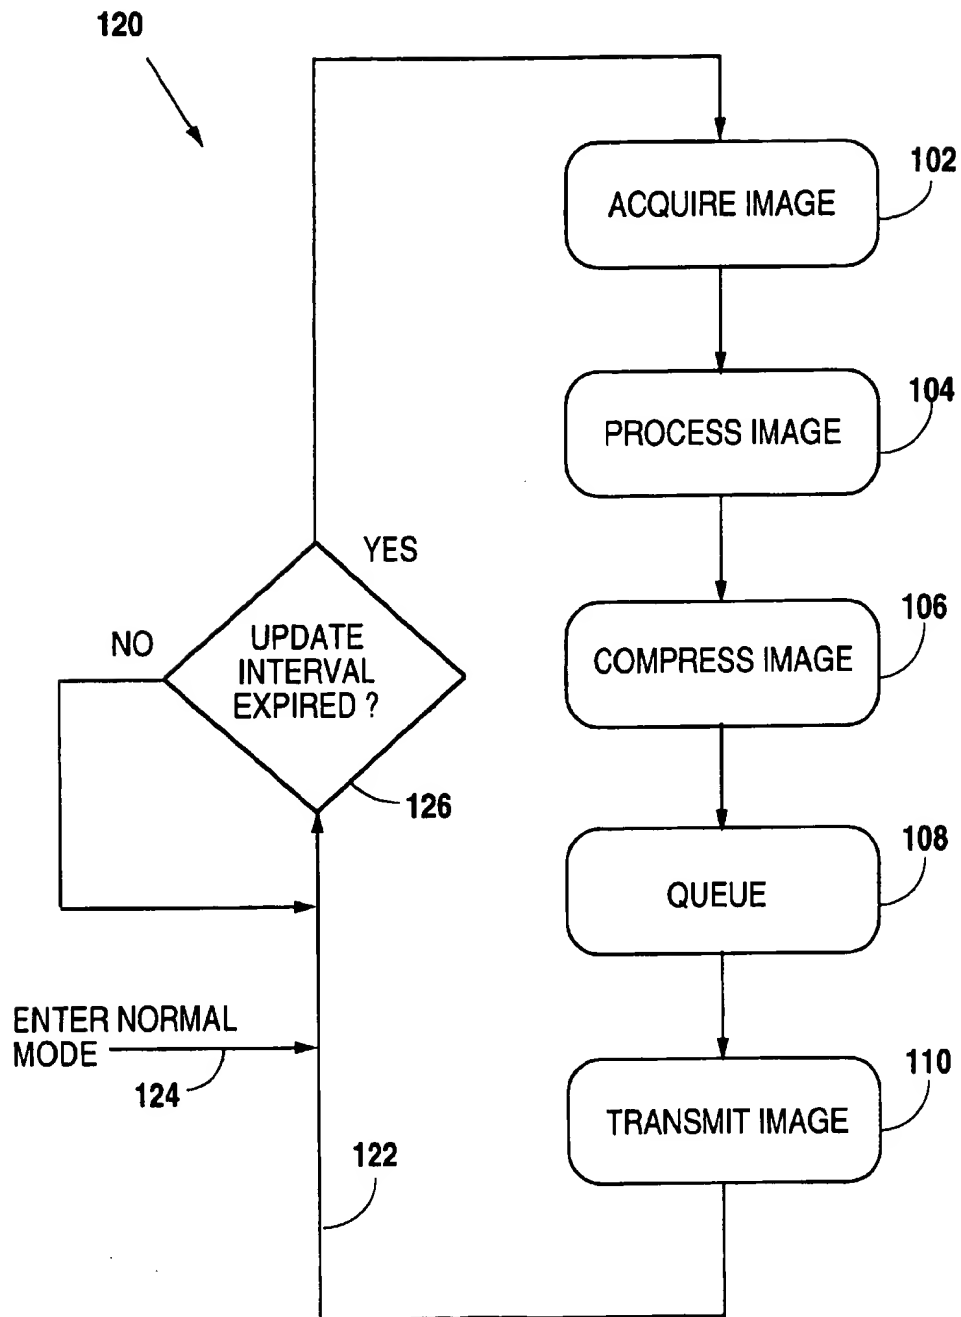 120
102
ACQUIRE IMAGE
104
PROCESS IMAGE
YES
NO
UPDATE
INTERVAL
EXPIRED ?
126
106
COMPRESS IMAGE
108
QUEUE
ENTER NORMAL
MODE
124
110
TRANSMIT IMAGE
122